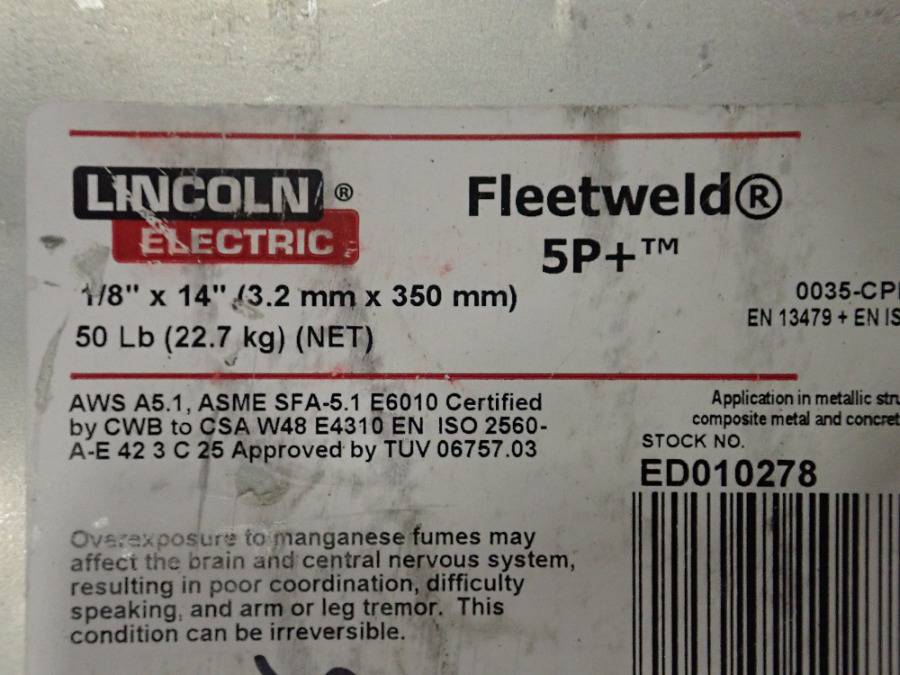 LINCOLN ®
ELECTRIC
Fleetweld®
5P+™
1/8" x 14" (3.2 mm x 350 mm)
50 Lb (22.7 kg) (NET)
0035-CP
EN 13479 + EN IS
AWS A5.1, ASME SFA-5.1 E6010 Certified
by CWB to CSA W48 E4310 EN ISO 2560-
A-E 42 3 C 25 Approved by TUV 06757.03
Application in metallic stru
composite metal and concret
STOCK NO.
ED010278
Overexposure to manganese fumes may
affect the brain and central nervous system,
resulting in poor coordination, difficulty
speaking, and arm or leg tremor. This
condition can be irreversible.